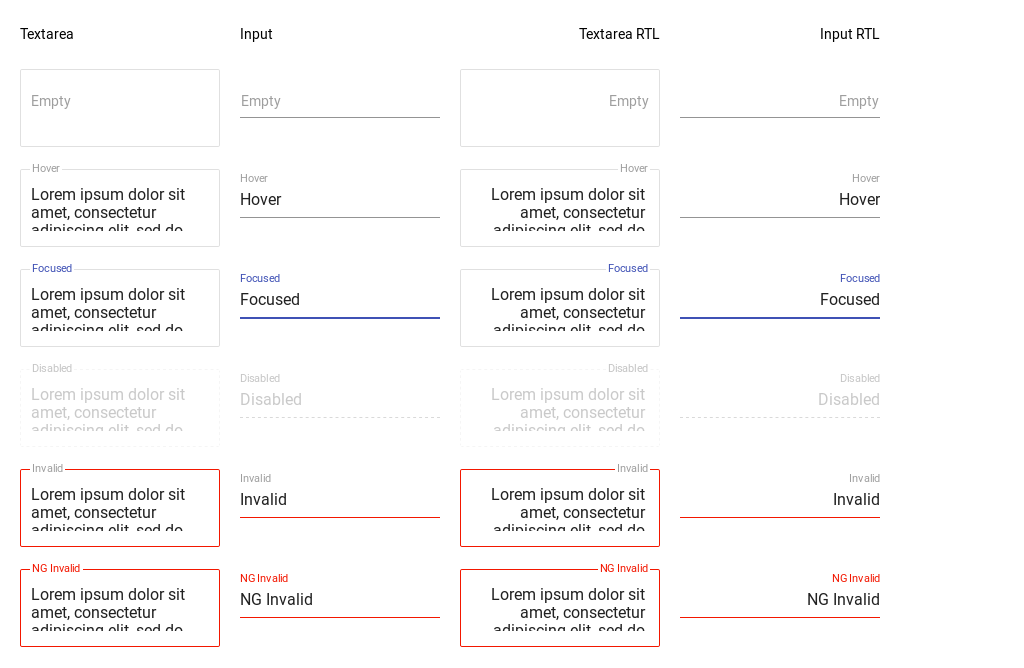 Textarea Input Textarea RTL Input RTL
Empty Empty Empty Empty
Hover Hover Hover Hover
Lorem ipsum dolor sit Hover Lorem ipsum dolor sit Hover
amet, consectetur amet, consectetur
adipiscing elit, sed do adipiscing elit, sed do
Focused Focused Focused Focused
Lorem ipsum dolor sit Focused Lorem ipsum dolor sit Focused
amet, consectetur amet, consectetur
adipiscing elit, sed do adipiscing elit, sed do
Disabled Disabled Disabled Disabled
Lorem ipsum dolor sit Disabled Lorem ipsum dolor sit Disabled
amet, consectetur amet, consectetur
adipiscing elit, sed do adipiscing elit, sed do
Invalid Invalid Invalid Invalid
Lorem ipsum dolor sit Invalid Lorem ipsum dolor sit Invalid
amet, consectetur amet, consectetur
adipiscing elit, sed do adipiscing elit, sed do
NG Invalid NG Invalid NG Invalid NG Invalid
Lorem ipsum dolor sit NG Invalid Lorem ipsum dolor sit NG Invalid
amet, consectetur amet, consectetur
adipiscing elit, sed do adipiscing elit, sed do